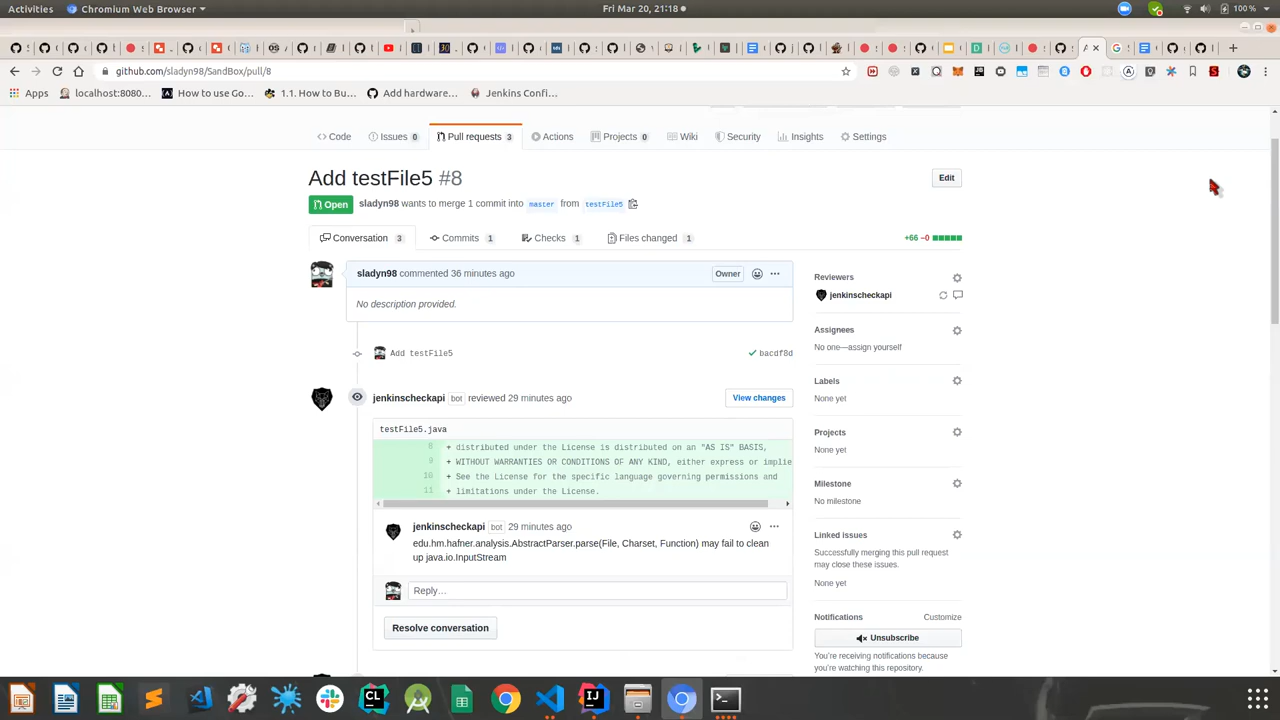 Activities
Chromium Web Browser
Fri Mar 20, 21:18
100 %
github.com/sladyn98/SandBox/pull/8
Apps
localhost:8080...
How to use Go...
1.1. How to Bu...
Add hardware...
Jenkins Confi...
Code
Issues 0
Pull requests 3
Actions
Projects 0
Wiki
Security
Insights
Settings
Add testFile5 #8
Edit
Open
sladyn98 wants to merge 1 commit into master from testFile5
Conversation 3
Commits 1
Checks 1
Files changed 1
+66 −0
sladyn98 commented 36 minutes ago
Owner
No description provided.
Add testFile5
bacdf8d
jenkinscheckapi bot reviewed 29 minutes ago
View changes
testFile5.java
8 + distributed under the License is distributed on an "AS IS" BASIS,
9 + WITHOUT WARRANTIES OR CONDITIONS OF ANY KIND, either express or implie
10 + See the License for the specific language governing permissions and
11 + limitations under the License.
jenkinscheckapi bot 29 minutes ago
edu.hm.hafner.analysis.AbstractParser.parse(File, Charset, Function) may fail to clean
up java.io.InputStream
Reply…
Resolve conversation
Reviewers
jenkinscheckapi
Assignees
No one—assign yourself
Labels
None yet
Projects
None yet
Milestone
No milestone
Linked issues
Successfully merging this pull request
may close these issues.
None yet
Notifications
Customize
Unsubscribe
You're receiving notifications because
you're watching this repository.